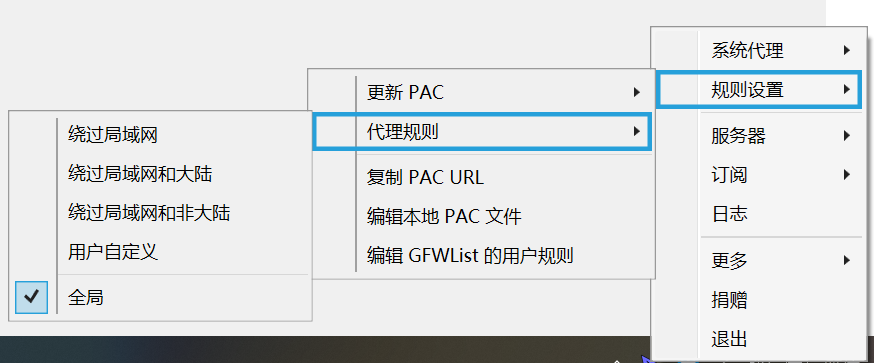 系统代理
规则设置
服务器
订阅
日志
更多
捐赠
退出
更新 PAC
代理规则
复制 PAC URL
编辑本地 PAC 文件
编辑 GFWList 的用户规则
绕过局域网
绕过局域网和大陆
绕过局域网和非大陆
用户自定义
全局